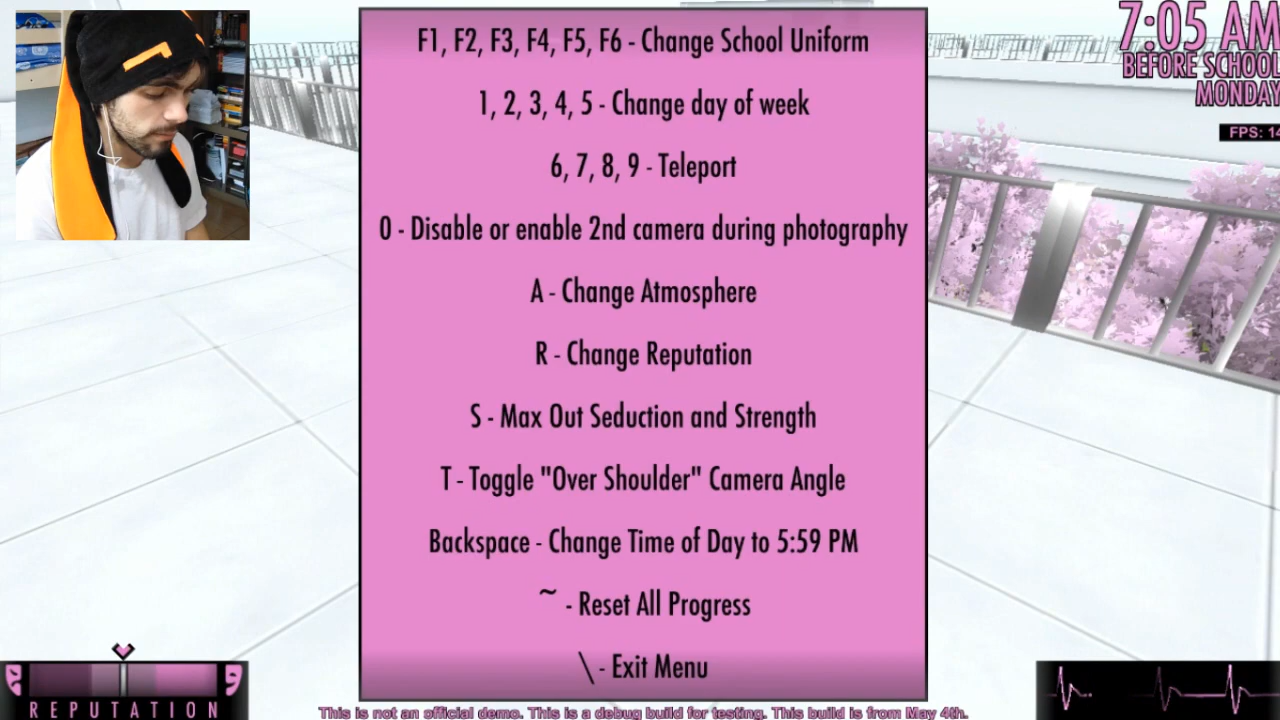 F1, F2, F3, F4, F5, F6 - Change School Uniform
1, 2, 3, 4, 5 - Change day of week
6, 7, 8, 9 - Teleport
0 - Disable or enable 2nd camera during photography
A - Change Atmosphere
R - Change Reputation
S - Max Out Seduction and Strength
T - Toggle "Over Shoulder" Camera Angle
Backspace - Change Time of Day to 5:59 PM
~ - Reset All Progress
\ - Exit Menu
7:05 AM
BEFORE SCHOOL
MONDAY
FPS: 14
REPUTATION
This is not an official demo. This is a debug build for testing. This build is from May 4th.